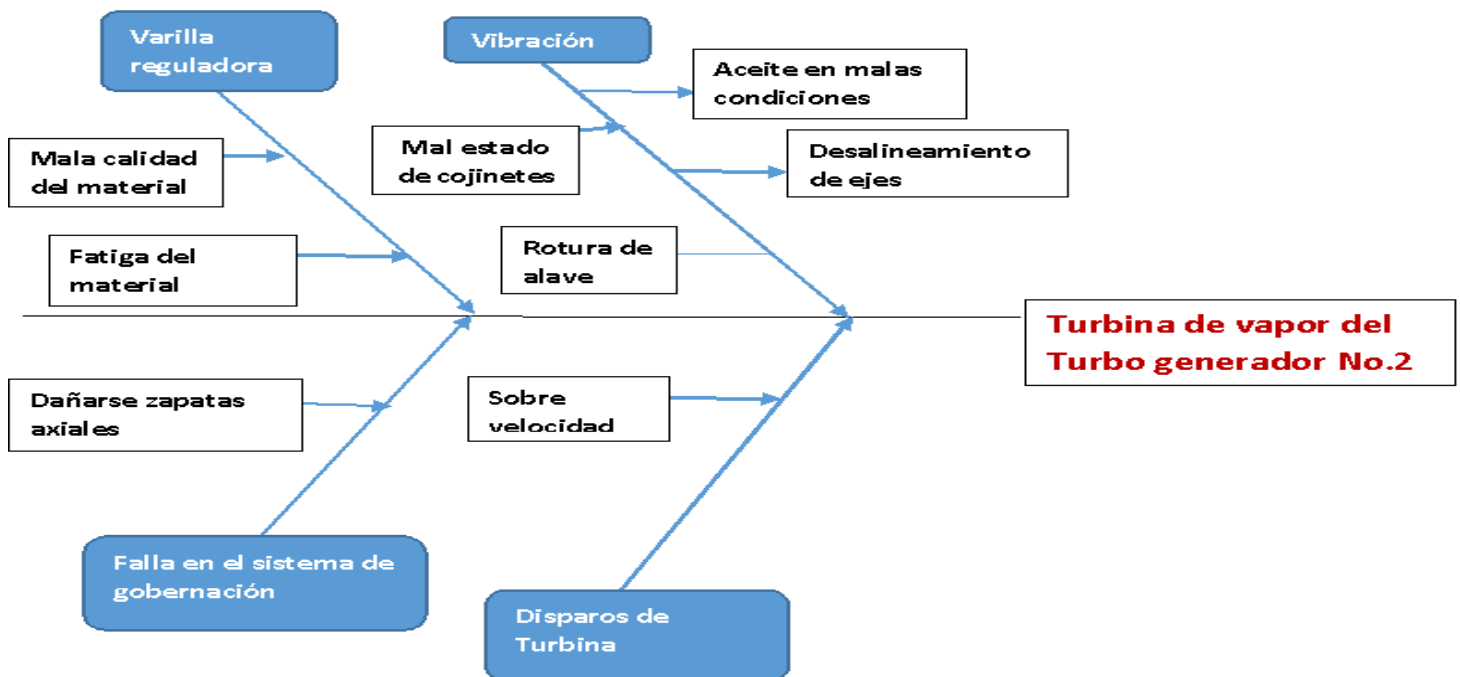 Varilla
reguladora
Vibración
Aceite en malas
condiciones
Mala calidad
del material
Mal estado
de cojinetes
Desalineamiento
de ejes
Fatiga del
material
Rotura de
alave
Turbina de vapor del
Turbo generador No.2
Dañarse zapatas
axiales
Sobre
velocidad
Falla en el sistema de
gobernación
Disparos de
Turbina